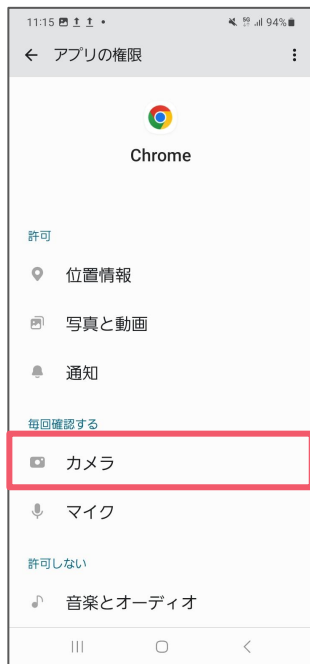 11:15 94%
アプリの権限
Chrome
許可
位置情報
写真と動画
通知
毎回確認する
カメラ
マイク
許可しない
音楽とオーディオ